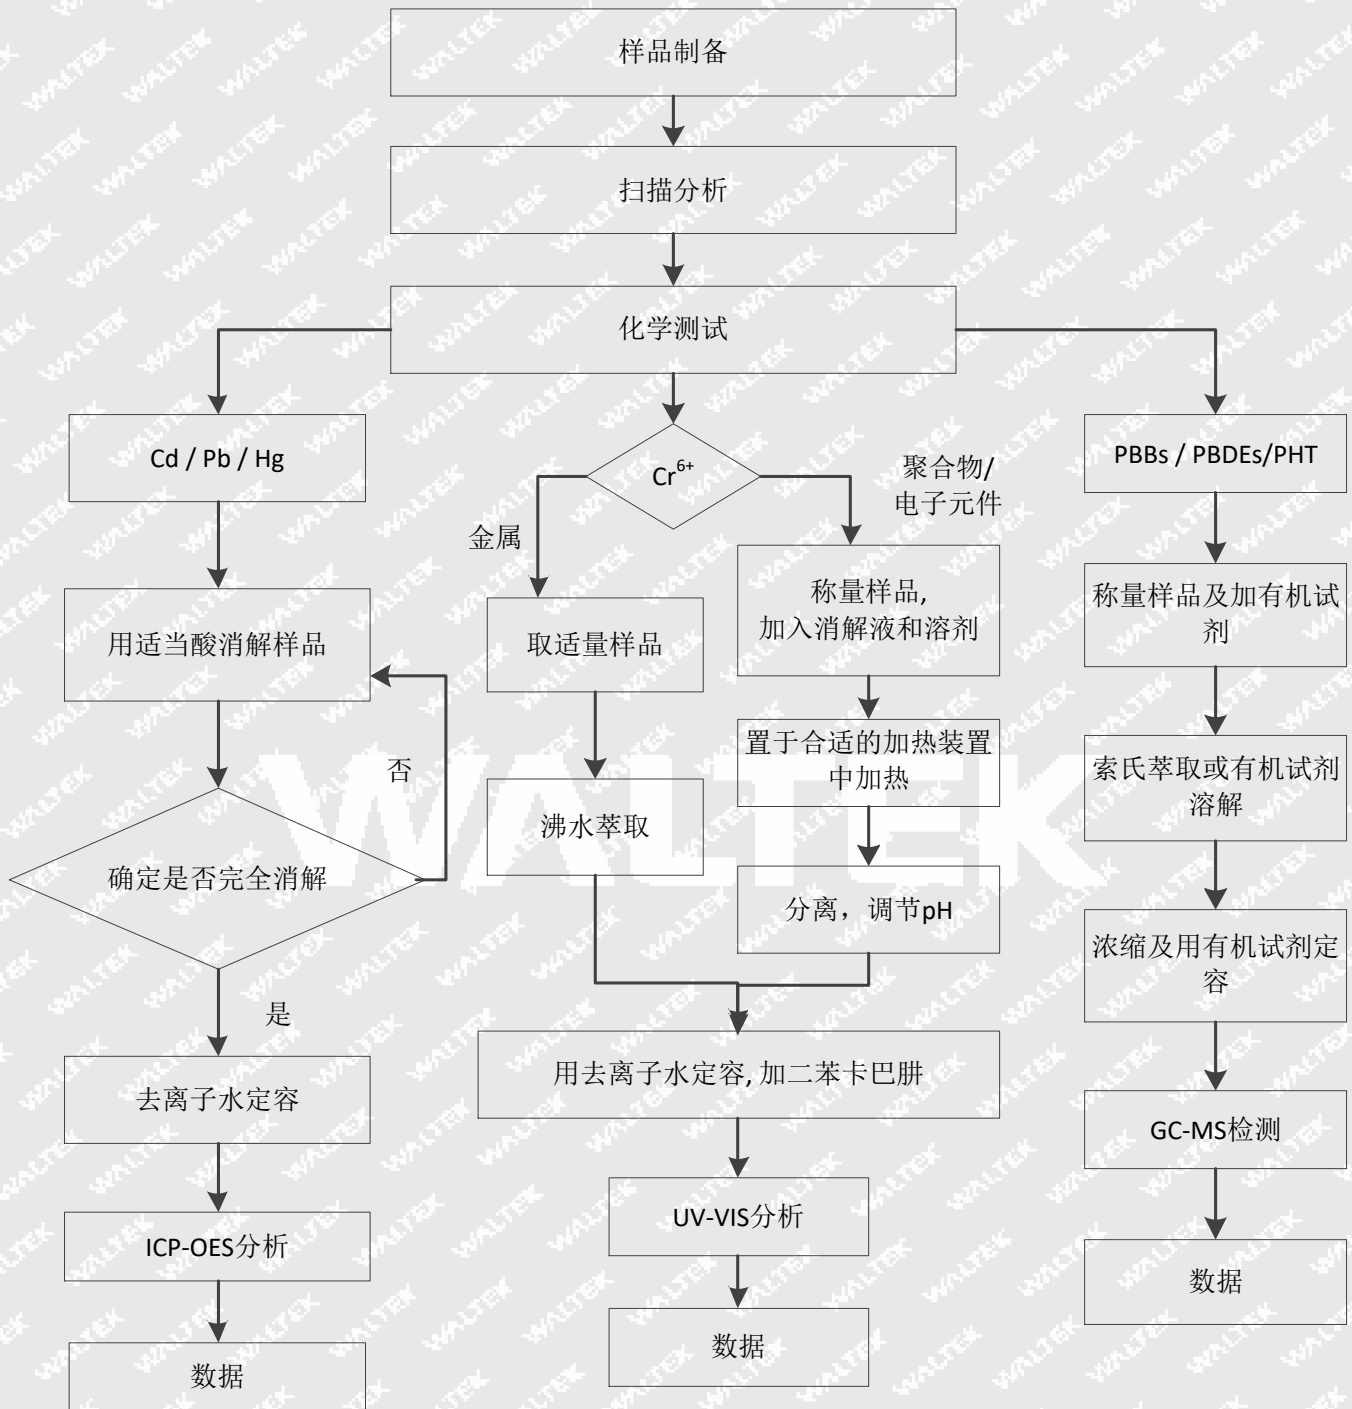 样品制备
扫描分析
化学测试
Cd / Pb / Hg
用适当酸消解样品
否
确定是否完全消解
是
去离子水定容
ICP-OES分析
数据
Cr6+
金属
取适量样品
沸水萃取
聚合物/
电子元件
称量样品,
加入消解液和溶剂
置于合适的加热装置
中加热
分离，调节pH
用去离子水定容, 加二苯卡巴肼
UV-VIS分析
数据
PBBs / PBDEs/PHT
称量样品及加有机试
剂
索氏萃取或有机试剂
溶解
浓缩及用有机试剂定
容
GC-MS检测
数据
WALTEK